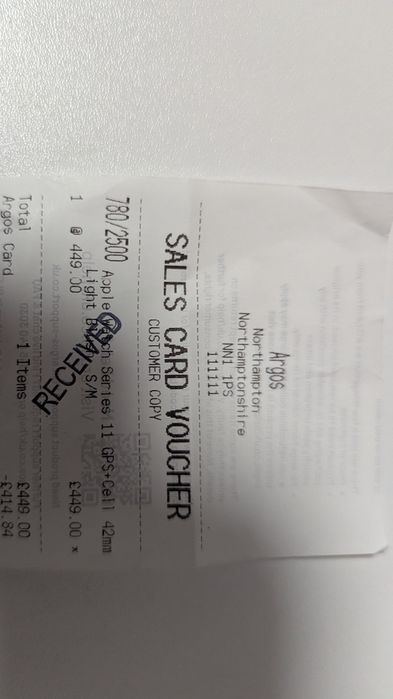 Argos
Northampton
Northamptonshire
NN1 1PS
111111
SALES CARD VOUCHER
CUSTOMER COPY
780/2500 Apple Watch Series 11 GPS+Cell 42mm
Light S/M
1 @ 449.00 £449.00 *
RECEIVED
Total 1 Items £449.00
Argos Card -£414.84